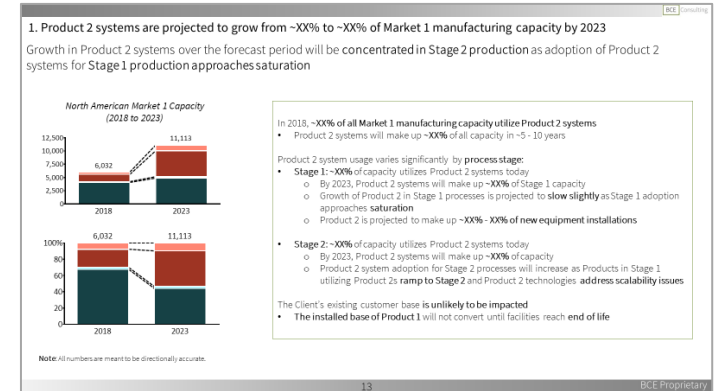 BCE Consulting
1. Product 2 systems are projected to grow from ~XX% to ~XX% of Market 1 manufacturing capacity by 2023
Growth in Product 2 systems over the forecast period will be concentrated in Stage 2 production as adoption of Product 2
systems for Stage 1 production approaches saturation
North American Market 1 Capacity
(2018 to 2023)
12,500
10,000
7,500
5,000
2,500
0
6,032
11,113
2018
2023
100%
80
60
40
20
0
6,032
11,113
2018
2023
In 2018, ~XX% of all Market 1 manufacturing capacity utilize Product 2 systems
• Product 2 systems will make up ~XX% of all capacity in ~5 - 10 years
Product 2 system usage varies significantly by process stage:
• Stage 1: ~XX% of capacity utilizes Product 2 systems today
o By 2023, Product 2 systems will make up ~XX% of Stage 1 capacity
o Growth of Product 2 in Stage 1 processes is projected to slow slightly as Stage 1 adoption
approaches saturation
o Product 2 is projected to make up ~XX% - XX% of new equipment installations
• Stage 2: ~XX% of capacity utilizes Product 2 systems today
o By 2023, Product 2 systems will make up ~XX% of capacity
o Product 2 system adoption for Stage 2 processes will increase as Products in Stage 1
utilizing Product 2s ramp to Stage 2 and Product 2 technologies address scalability issues
The Client's existing customer base is unlikely to be impacted
• The installed base of Product 1 will not convert until facilities reach end of life
Note: All numbers are meant to be directionally accurate.
13
BCE Proprietary